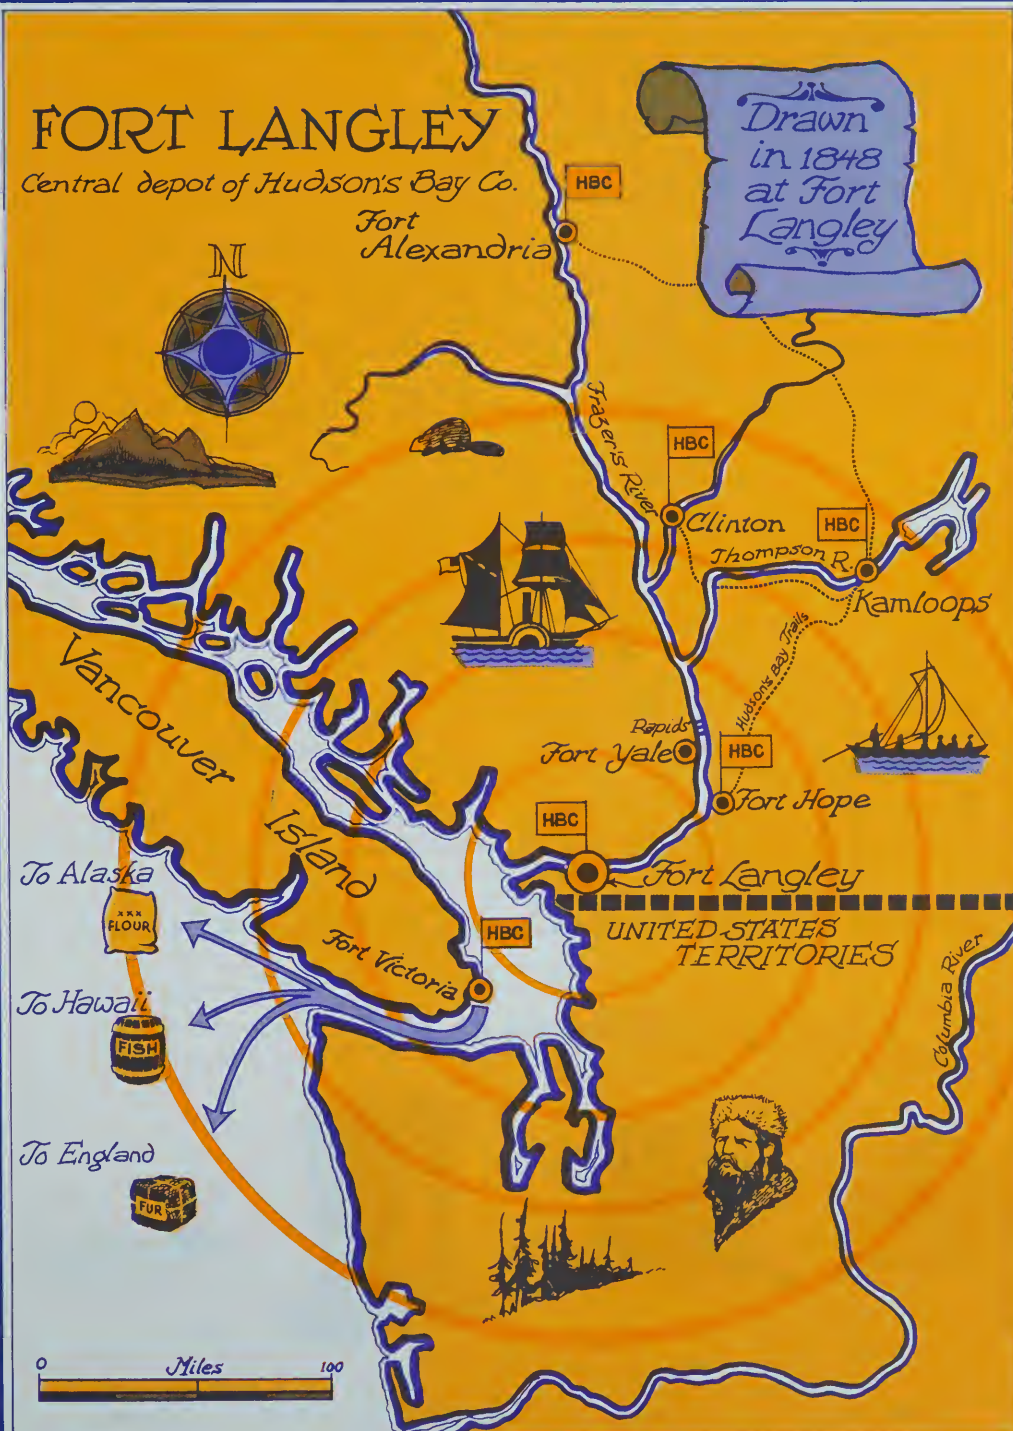 FORT LANGLEY
Central depot of Hudson's Bay Co.
Drawn
in 1848
at Fort
Langley
HBC
Fort
Alexandria
N
Frazer's River
HBC
Clinton
HBC
Thompson R.
Kamloops
Hudson's Bay Trails
Vancouver
Island
Rapids
Fort Yale
HBC
Fort Hope
HBC
Fort Langley
To Alaska
XXX
FLOUR
UNITED STATES
TERRITORIES
HBC
Fort Victoria
Columbia River
To Hawaii
FISH
To England
FUR
0 Miles 100